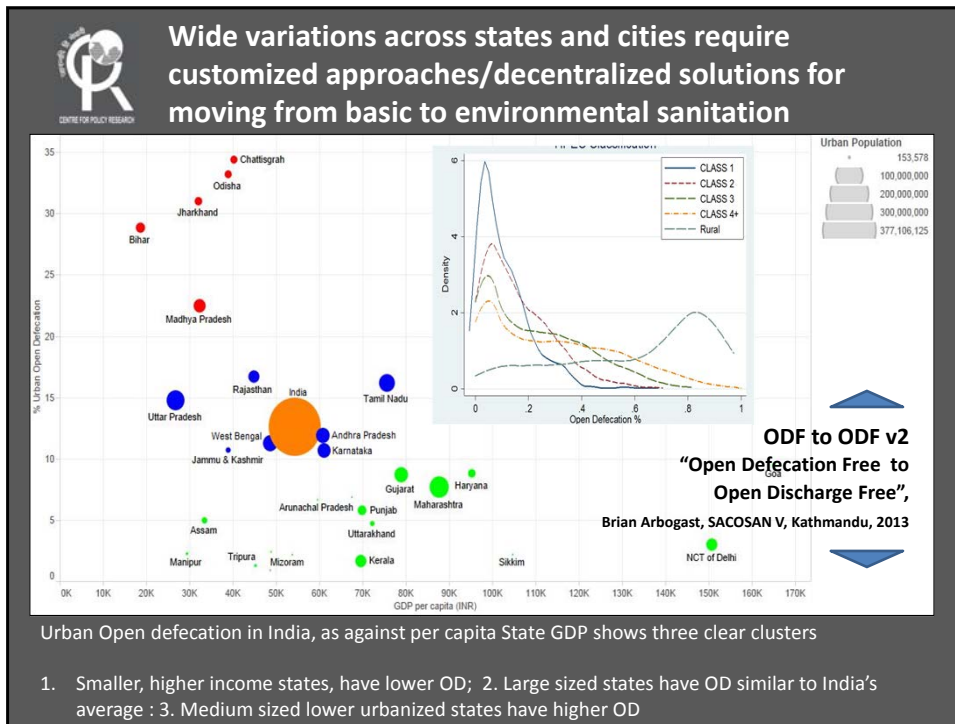 Wide variations across states and cities require
customized approaches/decentralized solutions for
moving from basic to environmental sanitation
CENTRE FOR POLICY RESEARCH
% Urban Open Defecation
35
30
25
20
15
10
5
0
Chattisgrah
Odisha
Jharkhand
Bihar
Madhya Pradesh
Rajasthan
India
Tamil Nadu
Uttar Pradesh
West Bengal
Andhra Pradesh
Jammu & Kashmir
Karnataka
Gujarat
Haryana
Maharashtra
Goa
Arunachal Pradesh
Punjab
Assam
Uttarakhand
Manipur
Tripura
Mizoram
Kerala
Sikkim
NCT of Delhi
0K 10K 20K 30K 40K 50K 60K 70K 80K 90K 100K 110K 120K 130K 140K 150K 160K 170K
GDP per capita (INR)
Classification
CLASS 1
CLASS 2
CLASS 3
CLASS 4+
Rural
Density
6
4
2
0
0 .2 .4 .6 .8 1
Open Defecation %
Urban Population
153,578
100,000,000
200,000,000
300,000,000
377,106,125
ODF to ODF v2
“Open Defecation Free to
Open Discharge Free”,
Brian Arbogast, SACOSAN V, Kathmandu, 2013
Urban Open defecation in India, as against per capita State GDP shows three clear clusters
1. Smaller, higher income states, have lower OD; 2. Large sized states have OD similar to India’s
average : 3. Medium sized lower urbanized states have higher OD